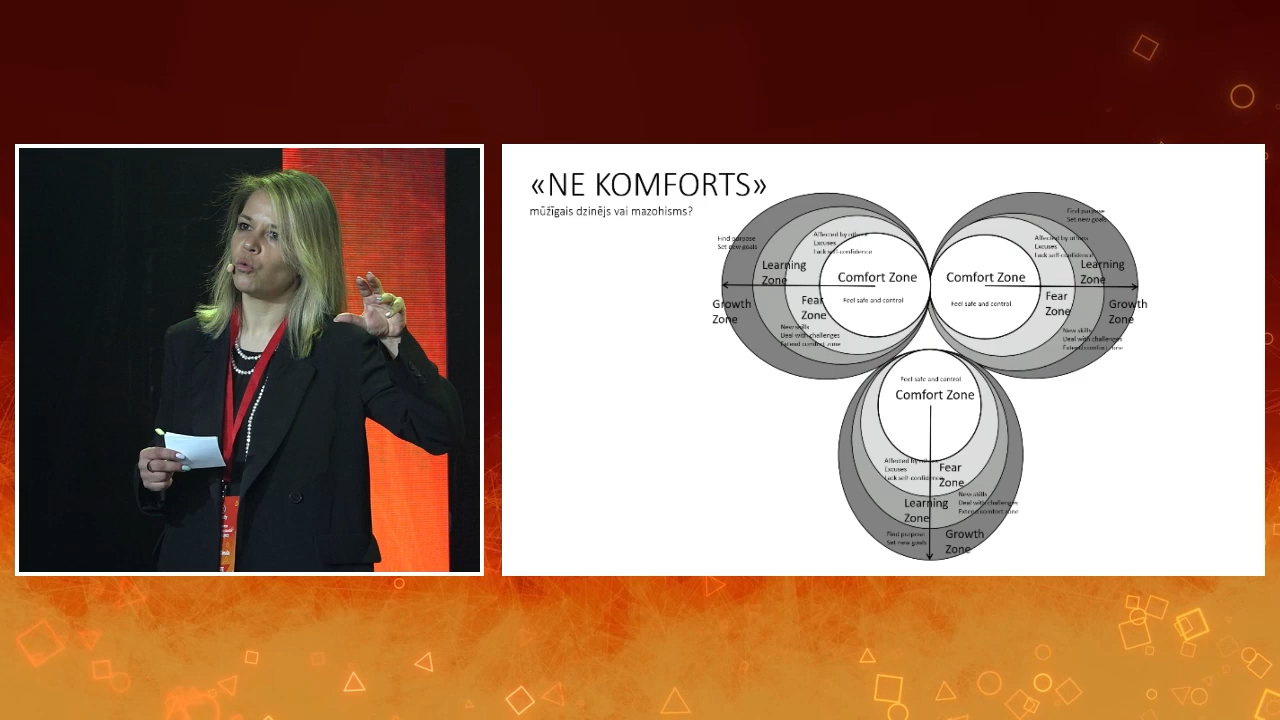 «NE KOMFORTS»
mūžīgais dzinējs vai mazohisms?
Find purpose
Set new goals
Affected by others
Excuses
Lack self-confidence
Learning
Zone
Comfort Zone
Feel safe and control
Growth
Zone
Fear
Zone
New skills
Deal with challenges
Extend comfort zone
Find purpose
Set new goals
Affected by others
Excuses
Lack self-confidence
Learning
Zone
Comfort Zone
Feel safe and control
Fear
Zone
Growth
Zone
New skills
Deal with challenges
Extend comfort zone
Feel safe and control
Comfort Zone
Affected by others
Excuses
Lack self-confidence
Fear
Zone
Learning
Zone
New skills
Deal with challenges
Extend comfort zone
Find purpose
Set new goals
Growth
Zone